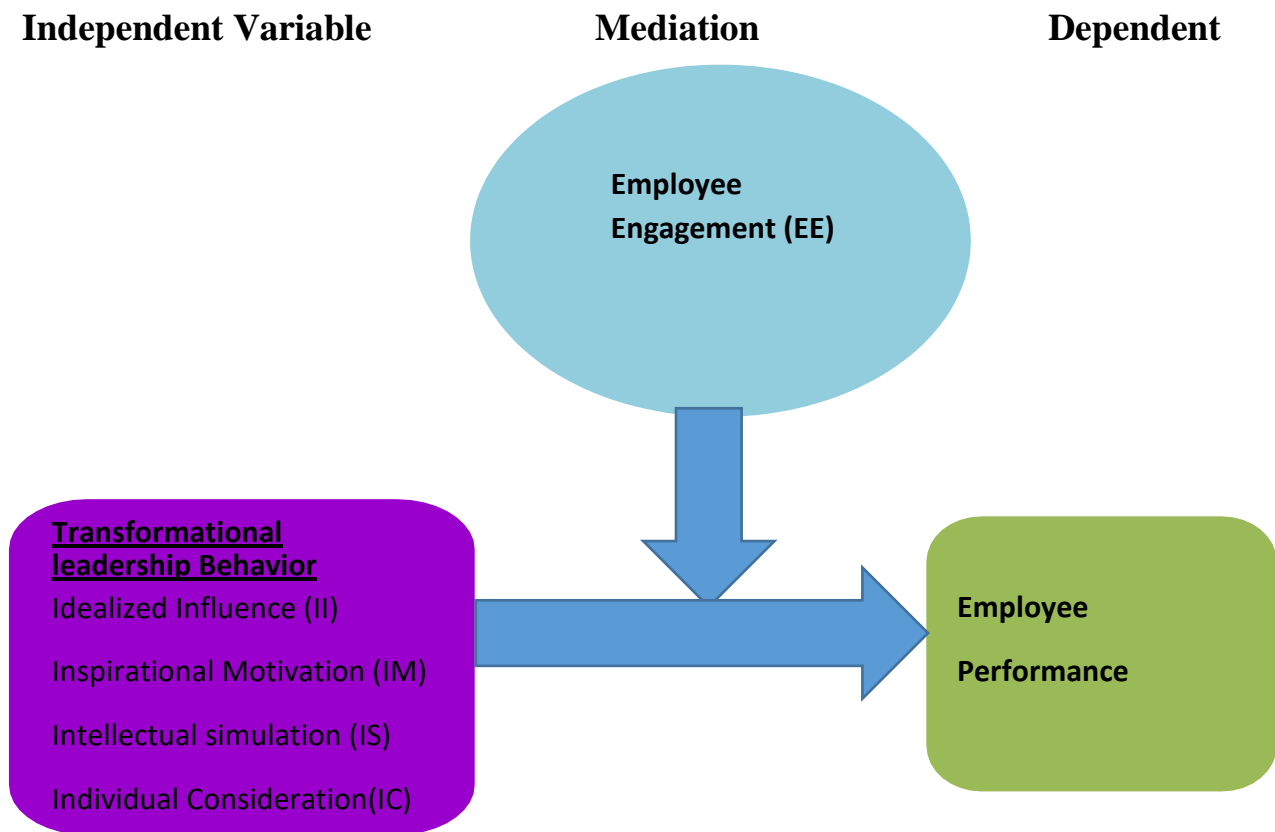 Independent Variable Mediation Dependent
Employee
Engagement (EE)
Transformational
leadership Behavior
Idealized Influence (II)
Inspirational Motivation (IM)
Intellectual simulation (IS)
Individual Consideration(IC)
Employee
Performance